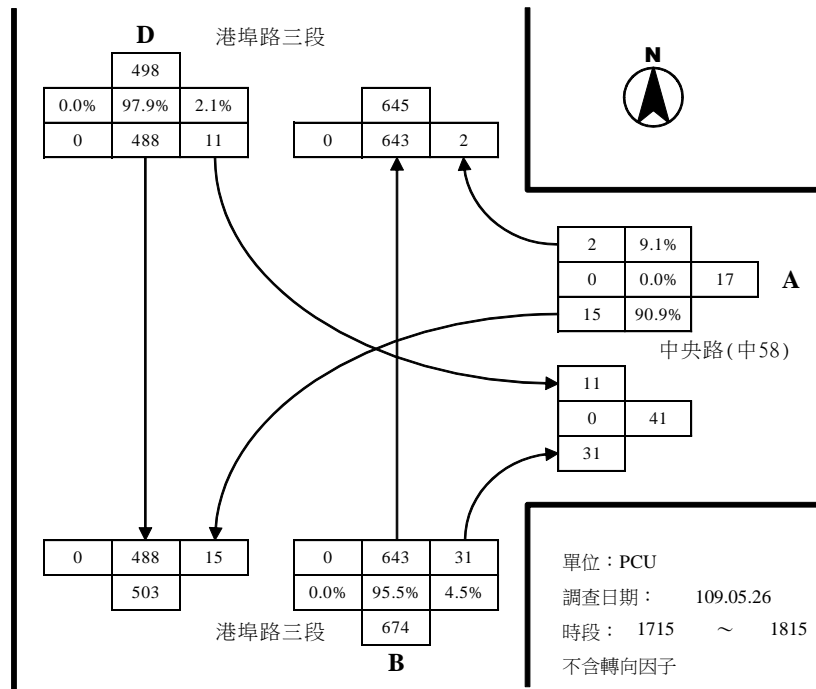 D 港埠路三段
498
0.0% 97.9% 2.1%
0 488 11
645
0 643 2
N
2 9.1%
0 0.0% 17
15 90.9%
A
中央路(中58)
11
0 41
31
0 488 15
503
0 643 31
0.0% 95.5% 4.5%
674
港埠路三段
B
單位：PCU
調查日期： 109.05.26
時段： 1715 ～ 1815
不含轉向因子